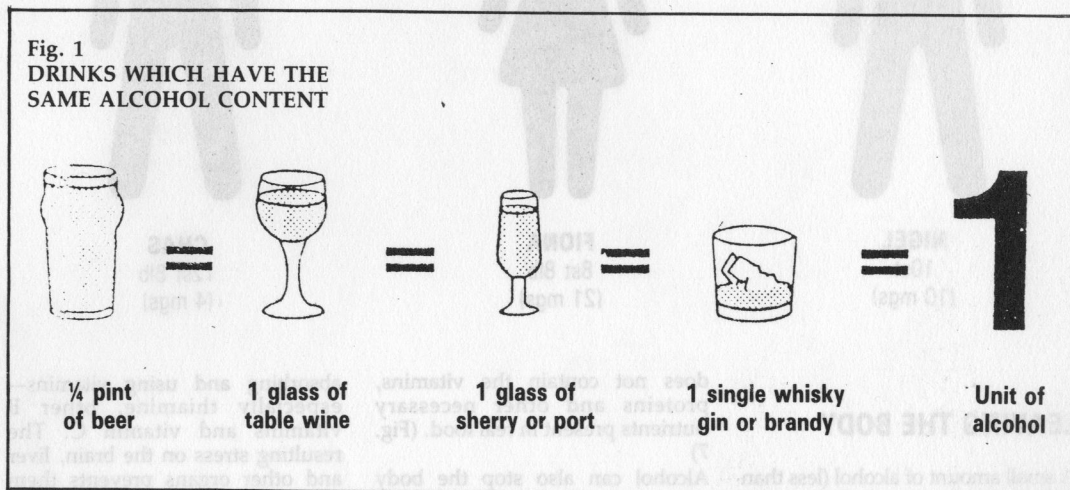 Fig. 1
DRINKS WHICH HAVE THE
SAME ALCOHOL CONTENT
= = = = 1
¼ pint
of beer
1 glass of
table wine
1 glass of
sherry or port
1 single whisky
gin or brandy
Unit of
alcohol